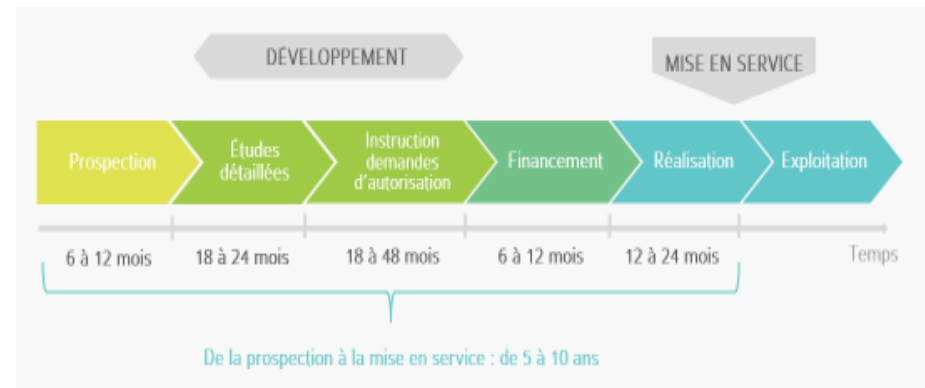 DÉVELOPPEMENT
MISE EN SERVICE
Prospection
Études
détaillées
Instruction
demandes
d'autorisation
Financement
Réalisation
Exploitation
6 à 12 mois
18 à 24 mois
18 à 48 mois
6 à 12 mois
12 à 24 mois
Temps
De la prospection à la mise en service : de 5 à 10 ans